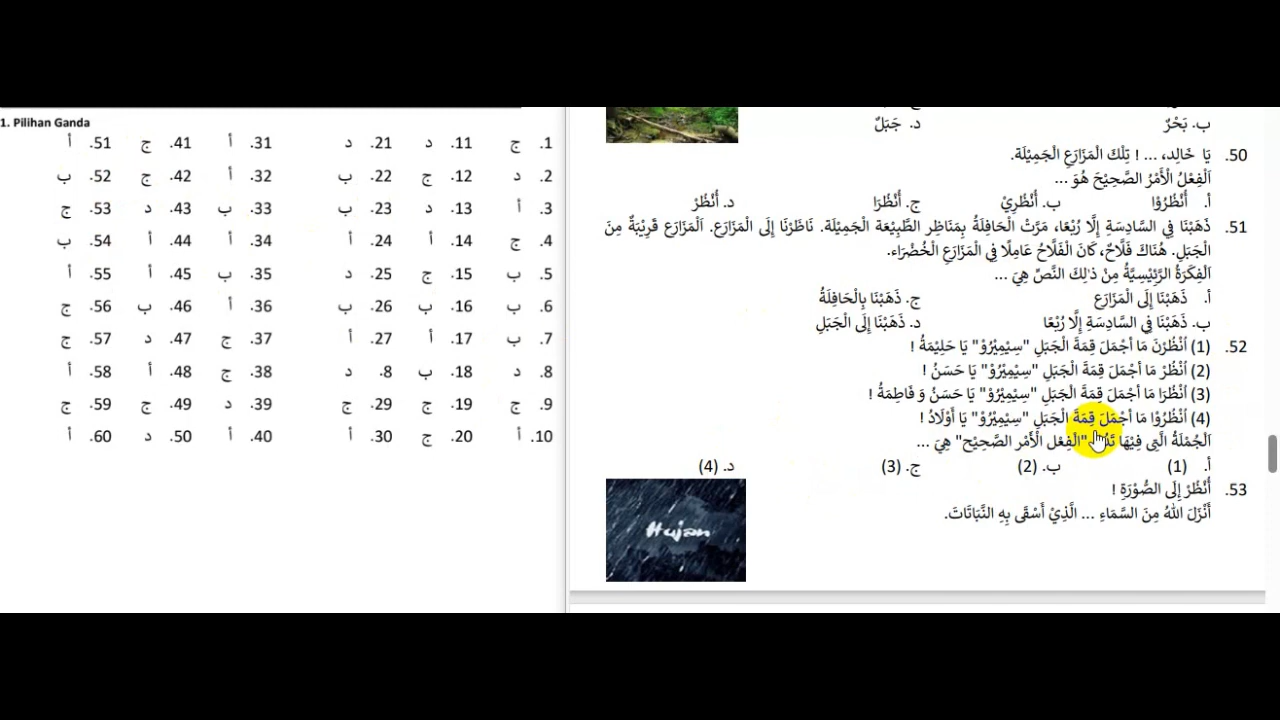 1. Pilihan Ganda
1. ج 11. د 21. د 31. أ 41. ج 51. أ
2. د 12. ج 22. ب 32. أ 42. ج 52. ب
3. أ 13. د 23. ب 33. ب 43. د 53. ج
4. ج 14. أ 24. أ 34. أ 44. أ 54. ب
5. ب 15. ج 25. د 35. ب 45. أ 55. أ
6. ب 16. ب 26. ب 36. أ 46. ب 56. ج
7. ب 17. أ 27. أ 37. ج 47. د 57. ج
8. د 18. ب 8. د 38. ج 48. أ 58. أ
9. ج 19. ج 29. ج 39. د 49. ج 59. ج
10. أ 20. ج 30. أ 40. أ 50. د 60. أ
ب. بَحْرٌ د. جَبَلٌ
50. يَا خَالِد، ... ! تِلْكَ الْمَزَارِعِ الْجَمِيْلَة.
اَلْفِعْلُ الْأَمْرُ الصَّحِيْحَ هُوَ ...
أ. أُنْظُرُوْا ب. أُنْظُرِيْ ج. أُنْظُرَا د. أُنْظُرْ
51. ذَهَبْنَا فِي السَّادِسَةِ إِلَّا رُبْعًا، مَرَّتْ الْحَافِلَةُ بِمَنَاظِر الطَّبِيْعَة الْجَمِيْلَة. نَاظَرْنَا إِلَى الْمَزَارَع. اَلْمَزَارَع قَرِيْبَةٌ مِنَ
الْجَبَلِ. هُنَاكَ فَلَّاحٌ، كَانَ الْفَلَّاحُ عَامِلًا فِي الْمَزَارَعِ الْخُضْرَاء.
اَلْفِكَرَةُ الرَّئِيْسِيَّةُ مِنْ ذٰلِكَ النَّصّ هِيَ ...
أ. ذَهَبْنَا إِلَى الْمَزَارَع ج. ذَهَبْنَا بِالْحَافِلَةُ
ب. ذَهَبْنَا فِي السَّادِسَةِ إِلَّا رُبْعًا د. ذَهَبْنَا إِلَى الْجَبَلِ
52. (1) اُنْظُرْنَ مَا أجْمَلَ قِمَةَ الْجَبَلِ "سِيْمِيْرُوْ" يَا حَلِيْمَةُ !
(2) اُنْظُرْ مَا أجْمَلَ قِمَةَ الْجَبَلِ "سِيْمِيْرُوْ" يَا حَسَنُ !
(3) انْظُرَا مَا أجْمَلَ قِمَةَ الْجَبَلِ "سِيْمِيْرُوْ" يَا حَسَنُ وَ فَاطِمَةُ !
(4) اُنْظُرُوْا مَا أجْمَلَ قِمَةَ الْجَبَلِ "سِيْمِيْرُوْ" يَا أَوْلَادُ !
اَلْجُمْلَةُ الَّتِى فِيْهَا "الْفِعْل الْأَمْر الصَّحِيْح" هِيَ ...
أ. (1) ب. (2) ج. (3) د. (4)
53. أُنْظُرْ إِلَى الصُّوْرَةِ !
أَنْزَلَ اللهُ مِنَ السَّمَاءِ ... الَّذِيْ أَسْقَى بِهِ النَّبَاتَاتَ.
Hujan